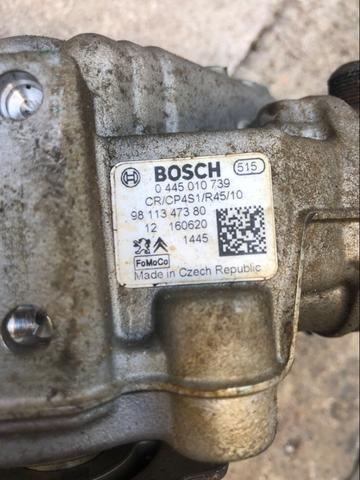 BOSCH 515
0 445 010 739
CR/CP4S1/R45/10
98 113 473 80
12 160620
1445
FoMoCo
Made in Czech Republic